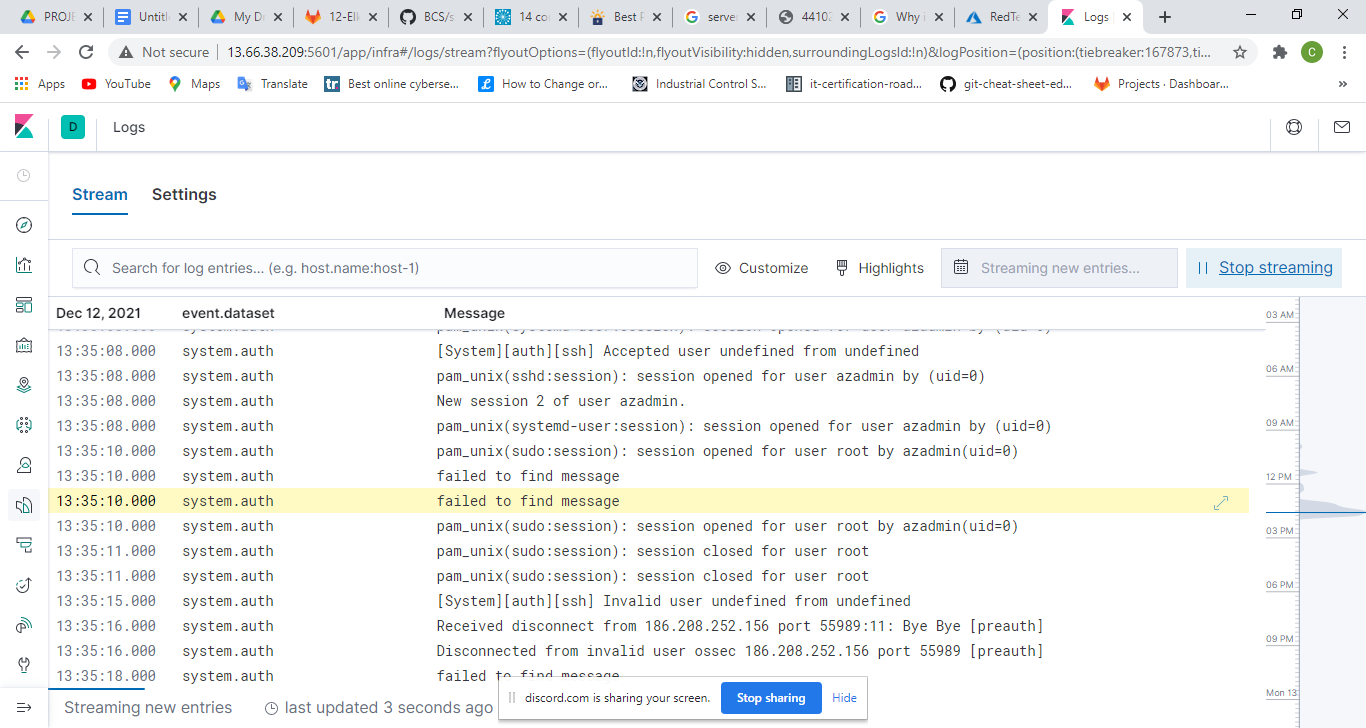 PROJE
Untitl
My Dr
12-Elk
BCS/s
14 co
Best P
server
44102
Why i
RedTe
Logs
Not secure
13.66.38.209:5601/app/infra#/logs/stream?flyoutOptions=(flyoutId:!n,flyoutVisibility:hidden,surroundingLogsId:!n)&logPosition=(position:(tiebreaker:167873,ti...
C
Apps
YouTube
Maps
Translate
Best online cyberse...
How to Change or...
Industrial Control S...
it-certification-road...
git-cheat-sheet-ed...
Projects · Dashboar...
»
D
Logs
Stream
Settings
Search for log entries... (e.g. host.name:host-1)
Customize
Highlights
Streaming new entries...
Stop streaming
Dec 12, 2021 event.dataset Message
13:35:08.000 system.auth [System][auth][ssh] Accepted user undefined from undefined
13:35:08.000 system.auth pam_unix(sshd:session): session opened for user azadmin by (uid=0)
13:35:08.000 system.auth New session 2 of user azadmin.
13:35:08.000 system.auth pam_unix(systemd-user:session): session opened for user azadmin by (uid=0)
13:35:10.000 system.auth pam_unix(sudo:session): session opened for user root by azadmin(uid=0)
13:35:10.000 system.auth failed to find message
13:35:10.000 system.auth failed to find message
13:35:10.000 system.auth pam_unix(sudo:session): session opened for user root by azadmin(uid=0)
13:35:11.000 system.auth pam_unix(sudo:session): session closed for user root
13:35:11.000 system.auth pam_unix(sudo:session): session closed for user root
13:35:15.000 system.auth [System][auth][ssh] Invalid user undefined from undefined
13:35:16.000 system.auth Received disconnect from 186.208.252.156 port 55989:11: Bye Bye [preauth]
13:35:16.000 system.auth Disconnected from invalid user ossec 186.208.252.156 port 55989 [preauth]
13:35:18.000 system.auth failed to find message
03 AM
06 AM
09 AM
12 PM
03 PM
06 PM
09 PM
Mon 13
Streaming new entries
last updated 3 seconds ago
discord.com is sharing your screen.
Stop sharing
Hide